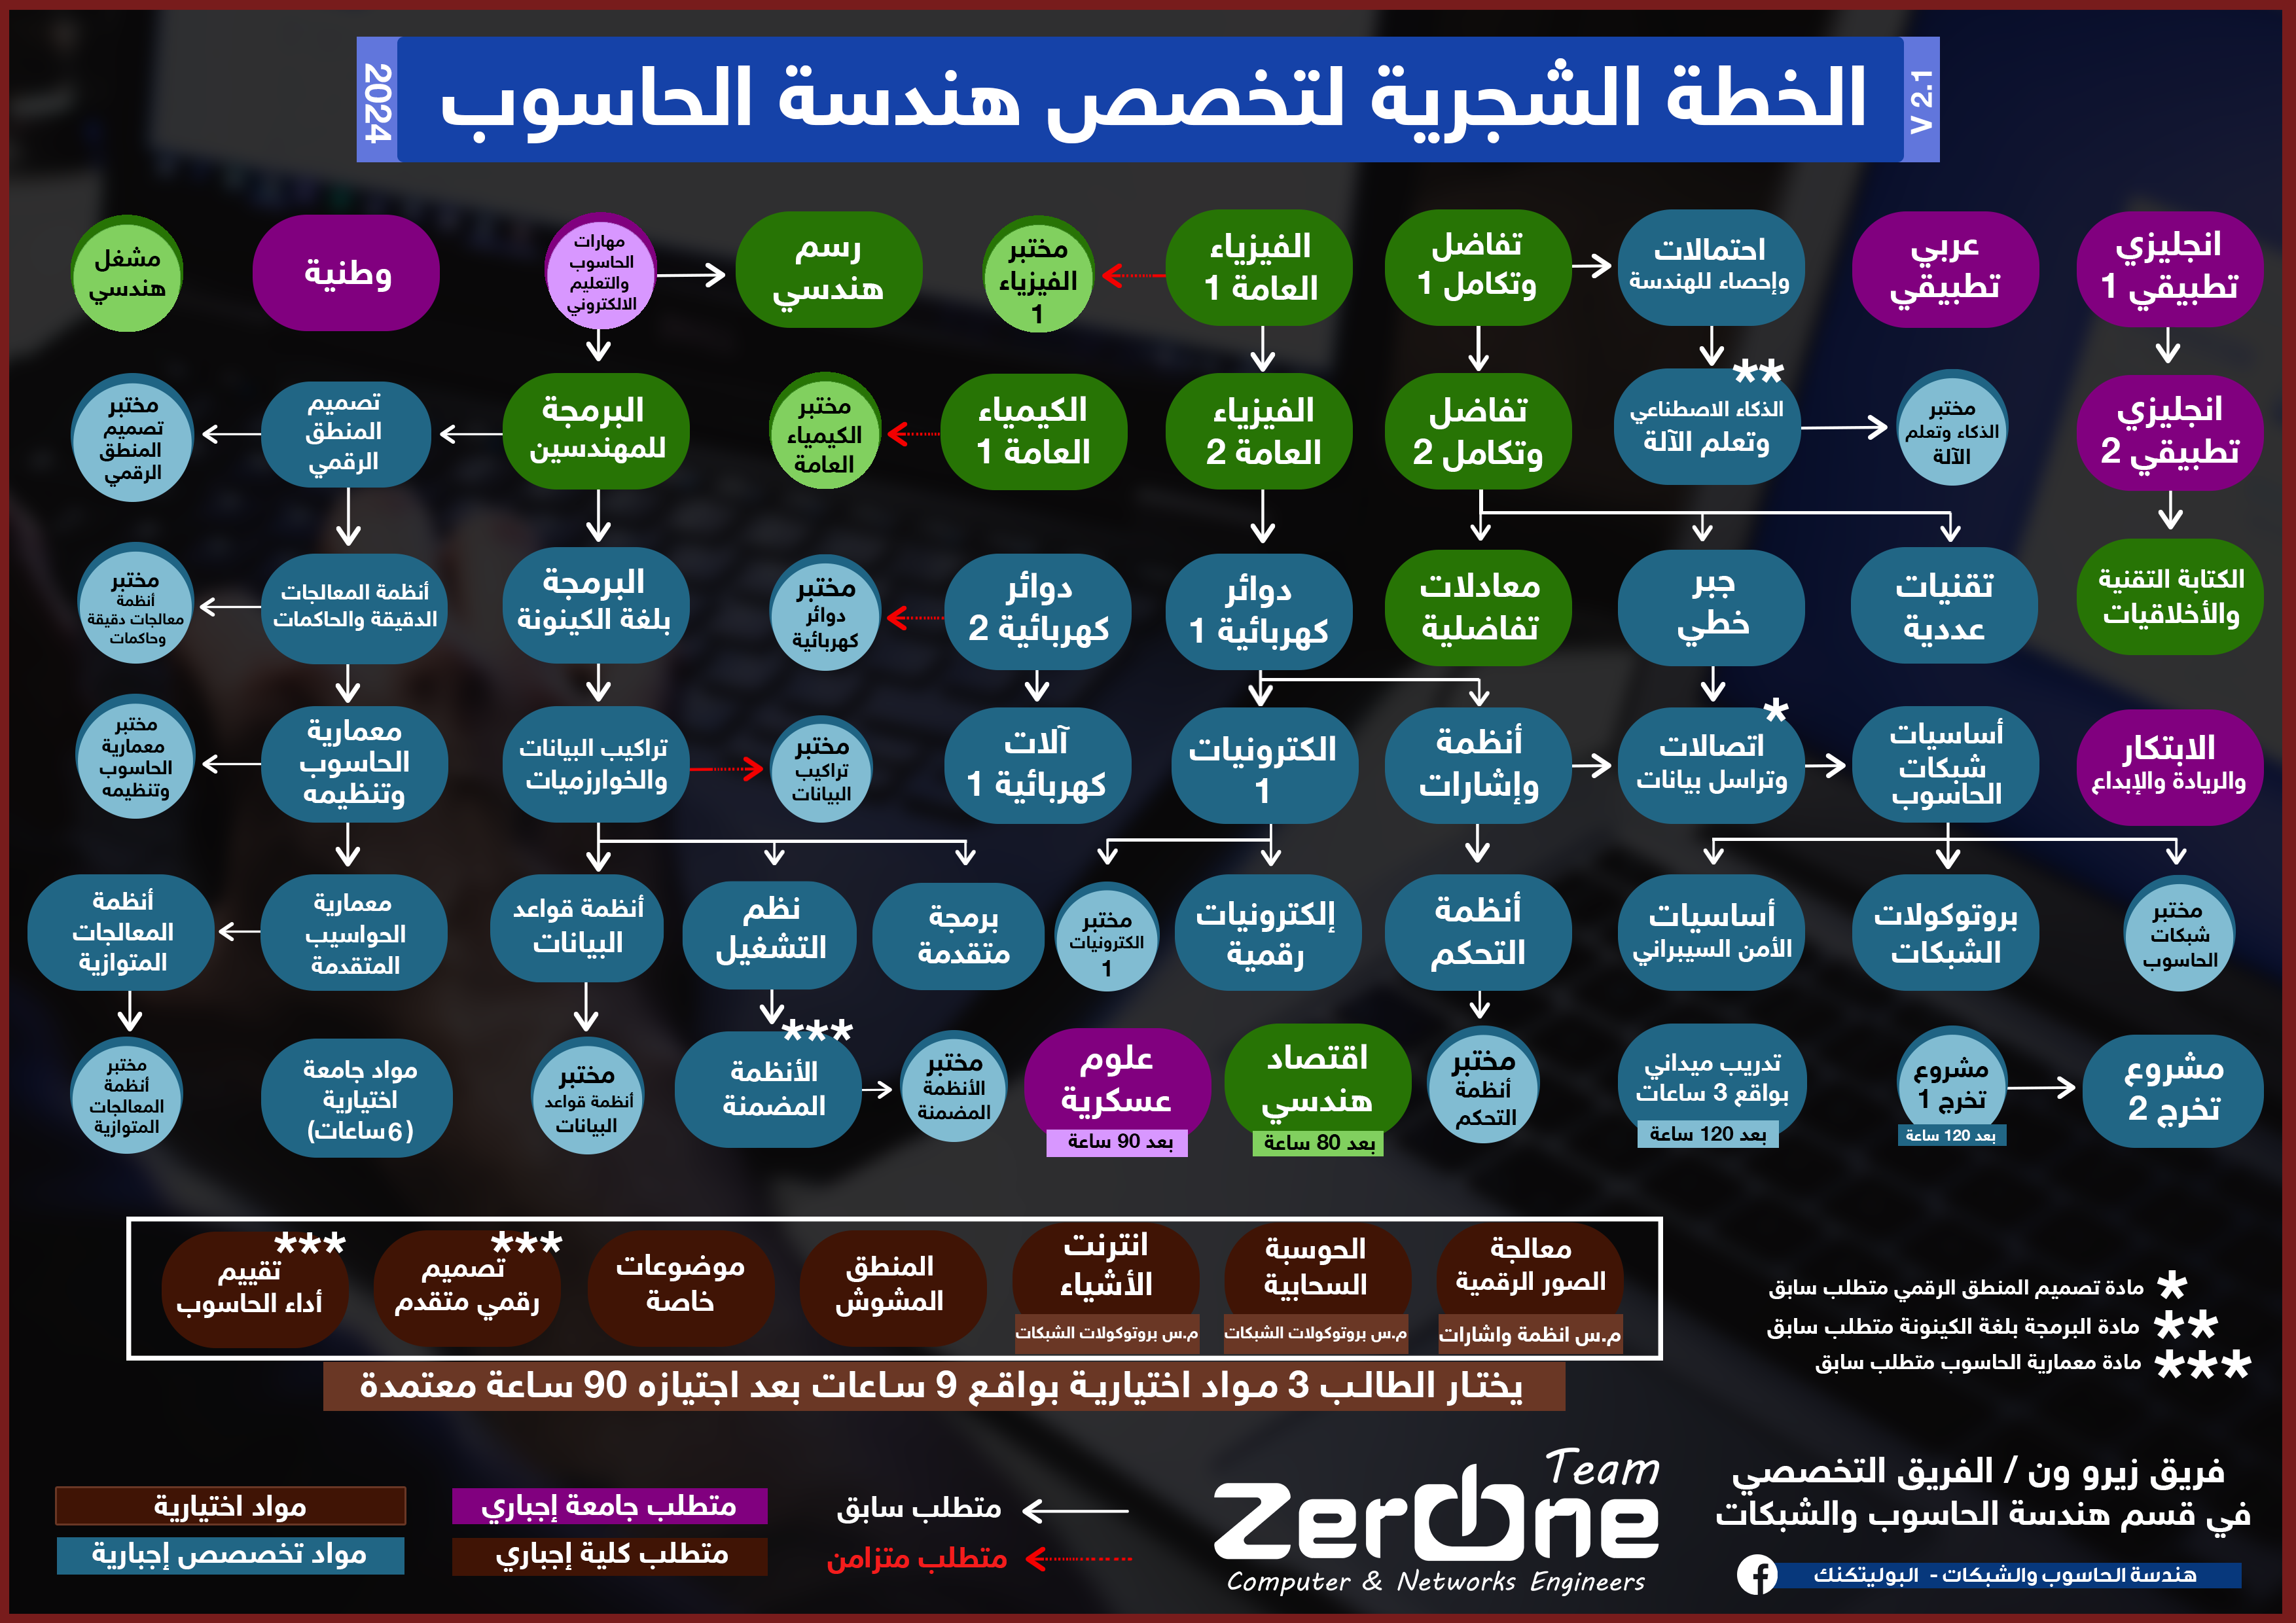 الخطة الشجرية لتخصص هندسة الحاسوب
V 2.1
2024
انجليزي
تطبيقي 1
عربي
تطبيقي
احتمالات
وإحصاء للهندسة
تفاضل
وتكامل 1
الفيزياء
العامة 1
مختبر
الفيزياء
1
رسم
هندسي
مهارات
الحاسوب
والتعليم
الالكتروني
وطنية
مشغل
هندسي
انجليزي
تطبيقي 2
مختبر
الذكاء وتعلم
الآلة
**
الذكاء الاصطناعي
وتعلم الآلة
تفاضل
وتكامل 2
الفيزياء
العامة 2
الكيمياء
العامة 1
مختبر
الكيمياء
العامة
البرمجة
للمهندسين
تصميم
المنطق
الرقمي
مختبر
تصميم
المنطق
الرقمي
الكتابة التقنية
والأخلاقيات
تقنيات
عددية
جبر
خطي
معادلات
تفاضلية
دوائر
كهربائية 1
دوائر
كهربائية 2
مختبر
دوائر
كهربائية
البرمجة
بلغة الكينونة
أنظمة المعالجات
الدقيقة والحاكمات
مختبر
أنظمة
معالجات دقيقة
وحاكمات
الابتكار
والريادة والإبداع
أساسيات
شبكات
الحاسوب
*
اتصالات
وتراسل بيانات
أنظمة
وإشارات
الكترونيات
1
آلات
كهربائية 1
مختبر
تراكيب
البيانات
تراكيب البيانات
والخوارزميات
معمارية
الحاسوب
وتنظيمه
مختبر
معمارية
الحاسوب
وتنظيمه
مختبر
شبكات
الحاسوب
بروتوكولات
الشبكات
أساسيات
الأمن السيبراني
أنظمة
التحكم
إلكترونيات
رقمية
مختبر
الكترونيات
1
برمجة
متقدمة
نظم
التشغيل
أنظمة قواعد
البيانات
معمارية
الحواسيب
المتقدمة
أنظمة
المعالجات
المتوازية
مشروع
تخرج 2
مشروع
تخرج 1
بعد 120 ساعة
تدريب ميداني
بواقع 3 ساعات
بعد 120 ساعة
مختبر
أنظمة
التحكم
اقتصاد
هندسي
بعد 80 ساعة
علوم
عسكرية
بعد 90 ساعة
مختبر
الأنظمة
المضمنة
***
الأنظمة
المضمنة
مختبر
أنظمة قواعد
البيانات
مواد جامعة
اختيارية
(6 ساعات)
مختبر
أنظمة
المعالجات
المتوازية
معالجة
الصور الرقمية
م.س انظمة واشارات
الحوسبة
السحابية
م.س بروتوكولات الشبكات
انترنت
الأشياء
م.س بروتوكولات الشبكات
المنطق
المشوش
موضوعات
خاصة
***
تصميم
رقمي متقدم
***
تقييم
أداء الحاسوب
يختار الطالب 3 مواد اختيارية بواقع 9 ساعات بعد اجتيازه 90 ساعة معتمدة
* مادة تصميم المنطق الرقمي متطلب سابق
** مادة البرمجة بلغة الكينونة متطلب سابق
*** مادة معمارية الحاسوب متطلب سابق
فريق زيرو ون / الفريق التخصصي
في قسم هندسة الحاسوب والشبكات
هندسة الحاسوب والشبكات - البوليتكنك
Team
ZerOne
Computer & Networks Engineers
متطلب سابق
متطلب متزامن
متطلب جامعة إجباري
متطلب كلية إجباري
مواد اختيارية
مواد تخصصص إجبارية